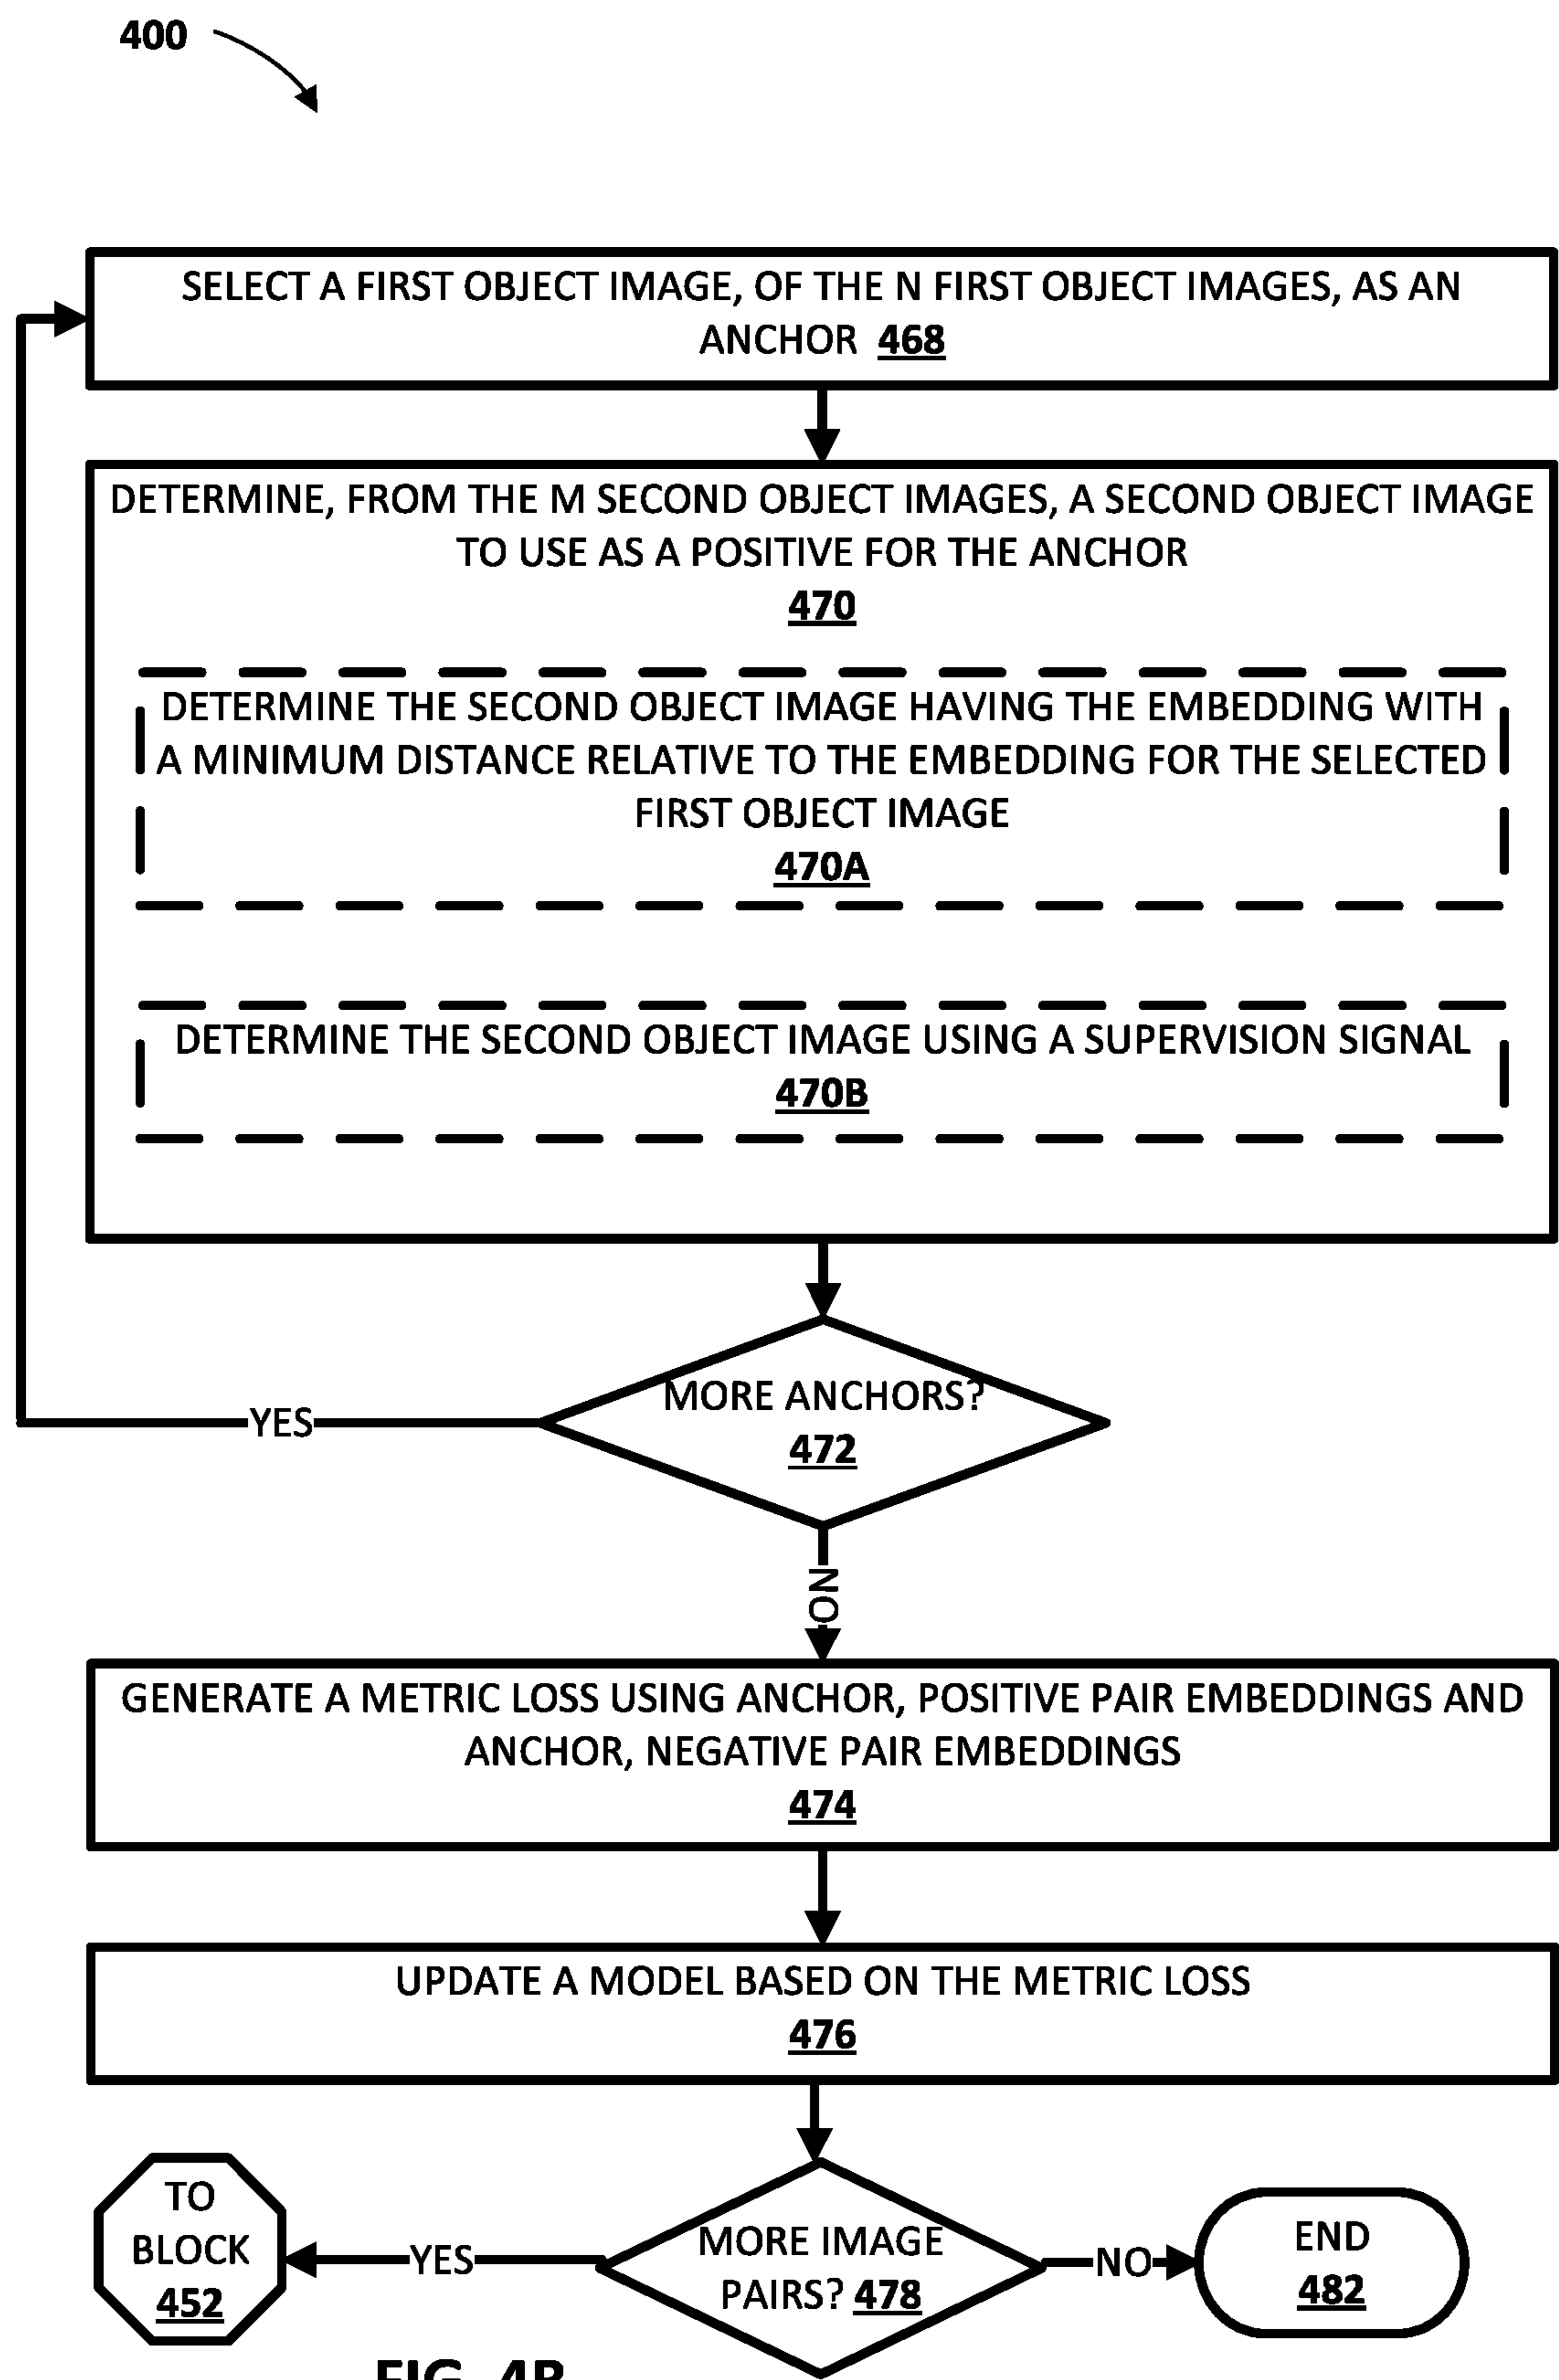 400
SELECT A FIRST OBJECT IMAGE, OF THE N FIRST OBJECT IMAGES, AS AN
ANCHOR 468
DETERMINE, FROM THE M SECOND OBJECT IMAGES, A SECOND OBJECT IMAGE
TO USE AS A POSITIVE FOR THE ANCHOR
470
DETERMINE THE SECOND OBJECT IMAGE HAVING THE EMBEDDING WITH
A MINIMUM DISTANCE RELATIVE TO THE EMBEDDING FOR THE SELECTED
FIRST OBJECT IMAGE
470A
DETERMINE THE SECOND OBJECT IMAGE USING A SUPERVISION SIGNAL
470B
MORE ANCHORS?
472
YES
NO
GENERATE A METRIC LOSS USING ANCHOR, POSITIVE PAIR EMBEDDINGS AND
ANCHOR, NEGATIVE PAIR EMBEDDINGS
474
UPDATE A MODEL BASED ON THE METRIC LOSS
476
TO
BLOCK
452
YES
MORE IMAGE
PAIRS? 478
NO
END
482
FIG. 4B